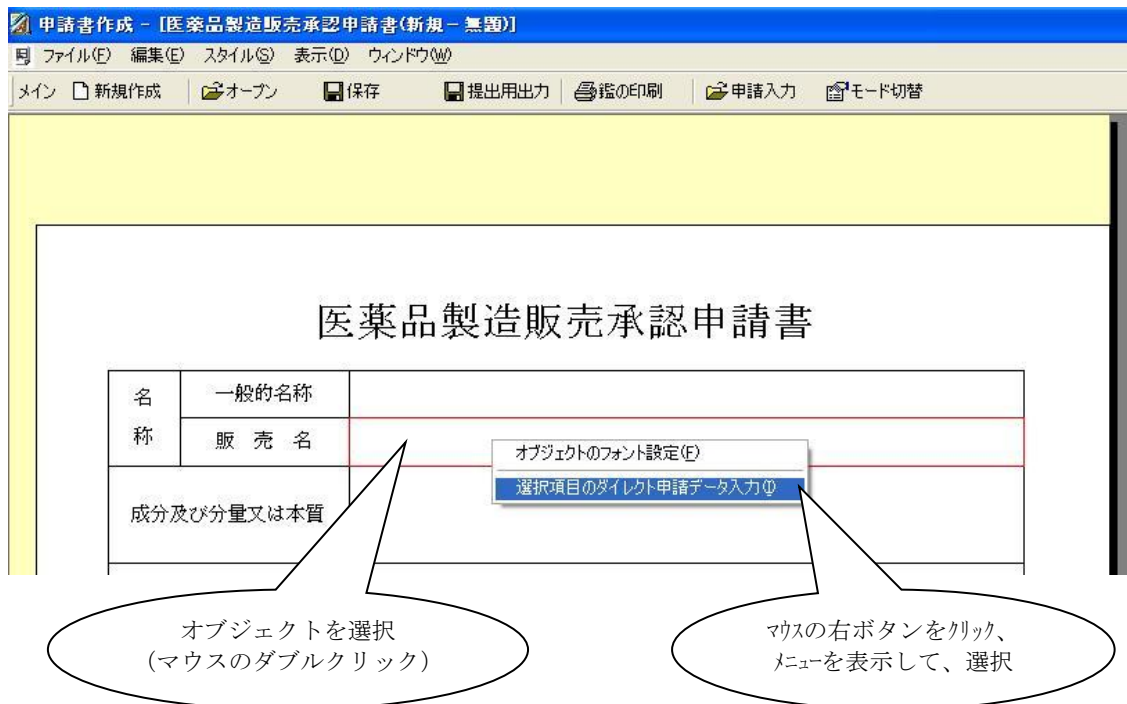 申請書作成 - [医薬品製造販売承認申請書(新規－無題)]
ファイル(F) 編集(E) スタイル(S) 表示(D) ウィンドウ(W)
メイン 新規作成 オープン 保存 提出用出力 鑑の印刷 申請入力 モード切替
医薬品製造販売承認申請書
名称 一般的名称
販売名
オブジェクトのフォント設定(F)
選択項目のダイレクト申請データ入力(I)
成分及び分量又は本質
オブジェクトを選択
(マウスのダブルクリック)
マウスの右ボタンをクリック、
メニューを表示して、選択